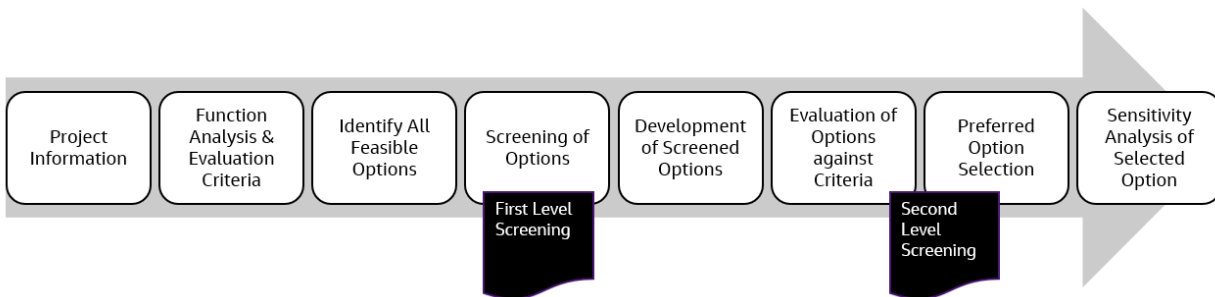 Project
Information
Function
Analysis &
Evaluation
Criteria
Identify All
Feasible
Options
Screening of
Options
Development
of Screened
Options
Evaluation of
Options
against
Criteria
Preferred
Option
Selection
Sensitivity
Analysis of
Selected
Option
First Level
Screening
Second
Level
Screening